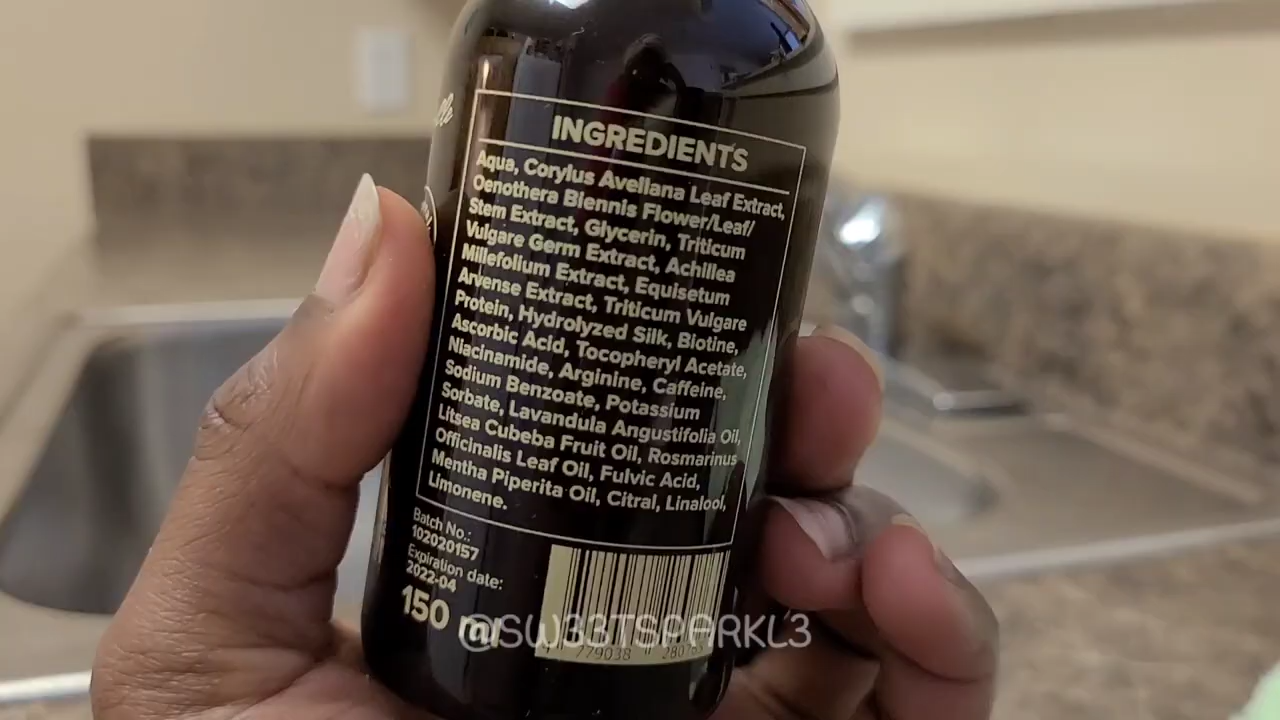 INGREDIENTS
Aqua, Corylus Avellana Leaf Extract,
Oenothera Biennis Flower/Leaf/
Stem Extract, Glycerin, Triticum
Vulgare Germ Extract, Achillea
Millefolium Extract, Equisetum
Arvense Extract, Triticum Vulgare
Protein, Hydrolyzed Silk, Biotine,
Ascorbic Acid, Tocopheryl Acetate,
Niacinamide, Arginine, Caffeine,
Sodium Benzoate, Potassium
Sorbate, Lavandula Angustifolia Oil,
Litsea Cubeba Fruit Oil, Rosmarinus
Officinalis Leaf Oil, Fulvic Acid,
Mentha Piperita Oil, Citral, Linalool,
Limonene.
Batch No.:
102020157
Expiration date:
2022-04
150 ml
@SW33TSPARKL3
779038